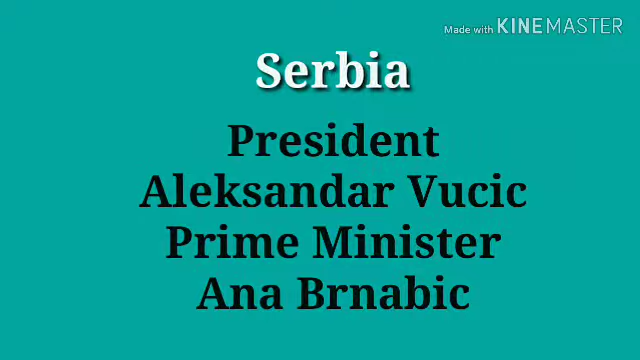 Made with KINEMASTER
Serbia
President
Aleksandar Vucic
Prime Minister
Ana Brnabic